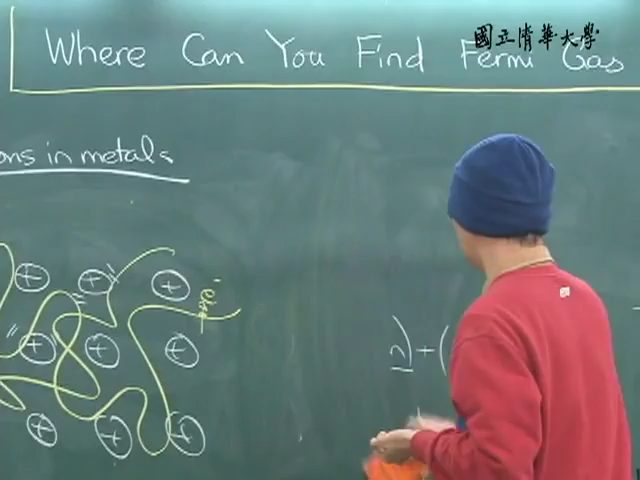 國立清華大學
Where Can You Find Fermi Gas
ons in metals
+ + +
+ + +
+ + +